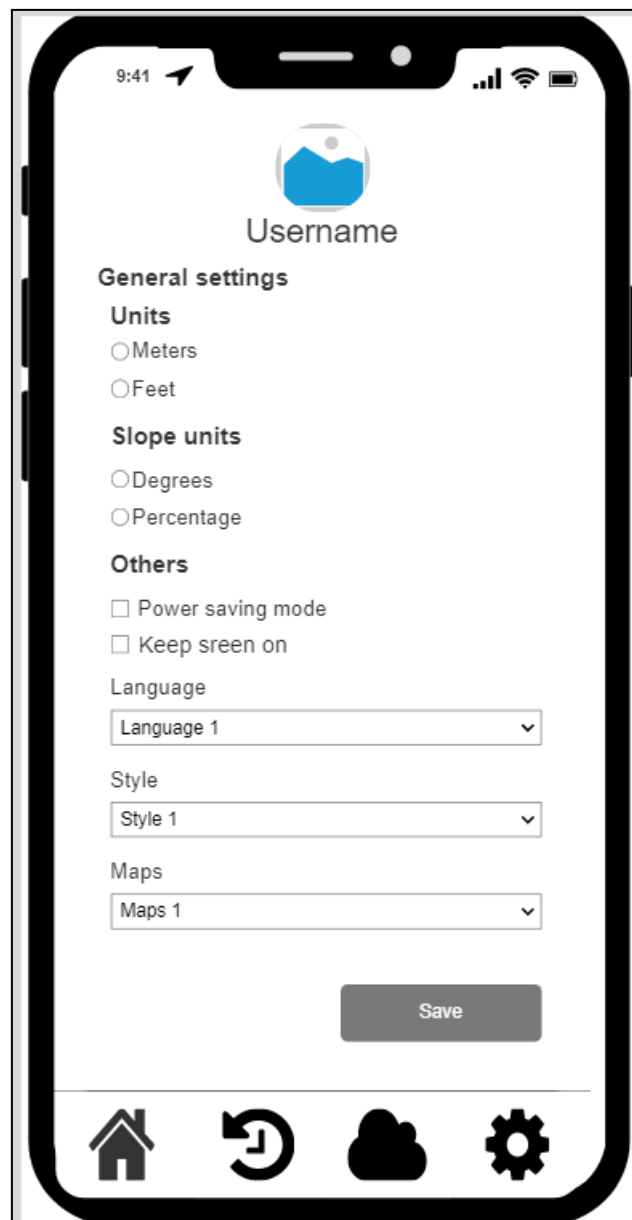 9:41
Username
General settings
Units
Meters
Feet
Slope units
Degrees
Percentage
Others
Power saving mode
Keep sreen on
Language
Language 1
Style
Style 1
Maps
Maps 1
Save